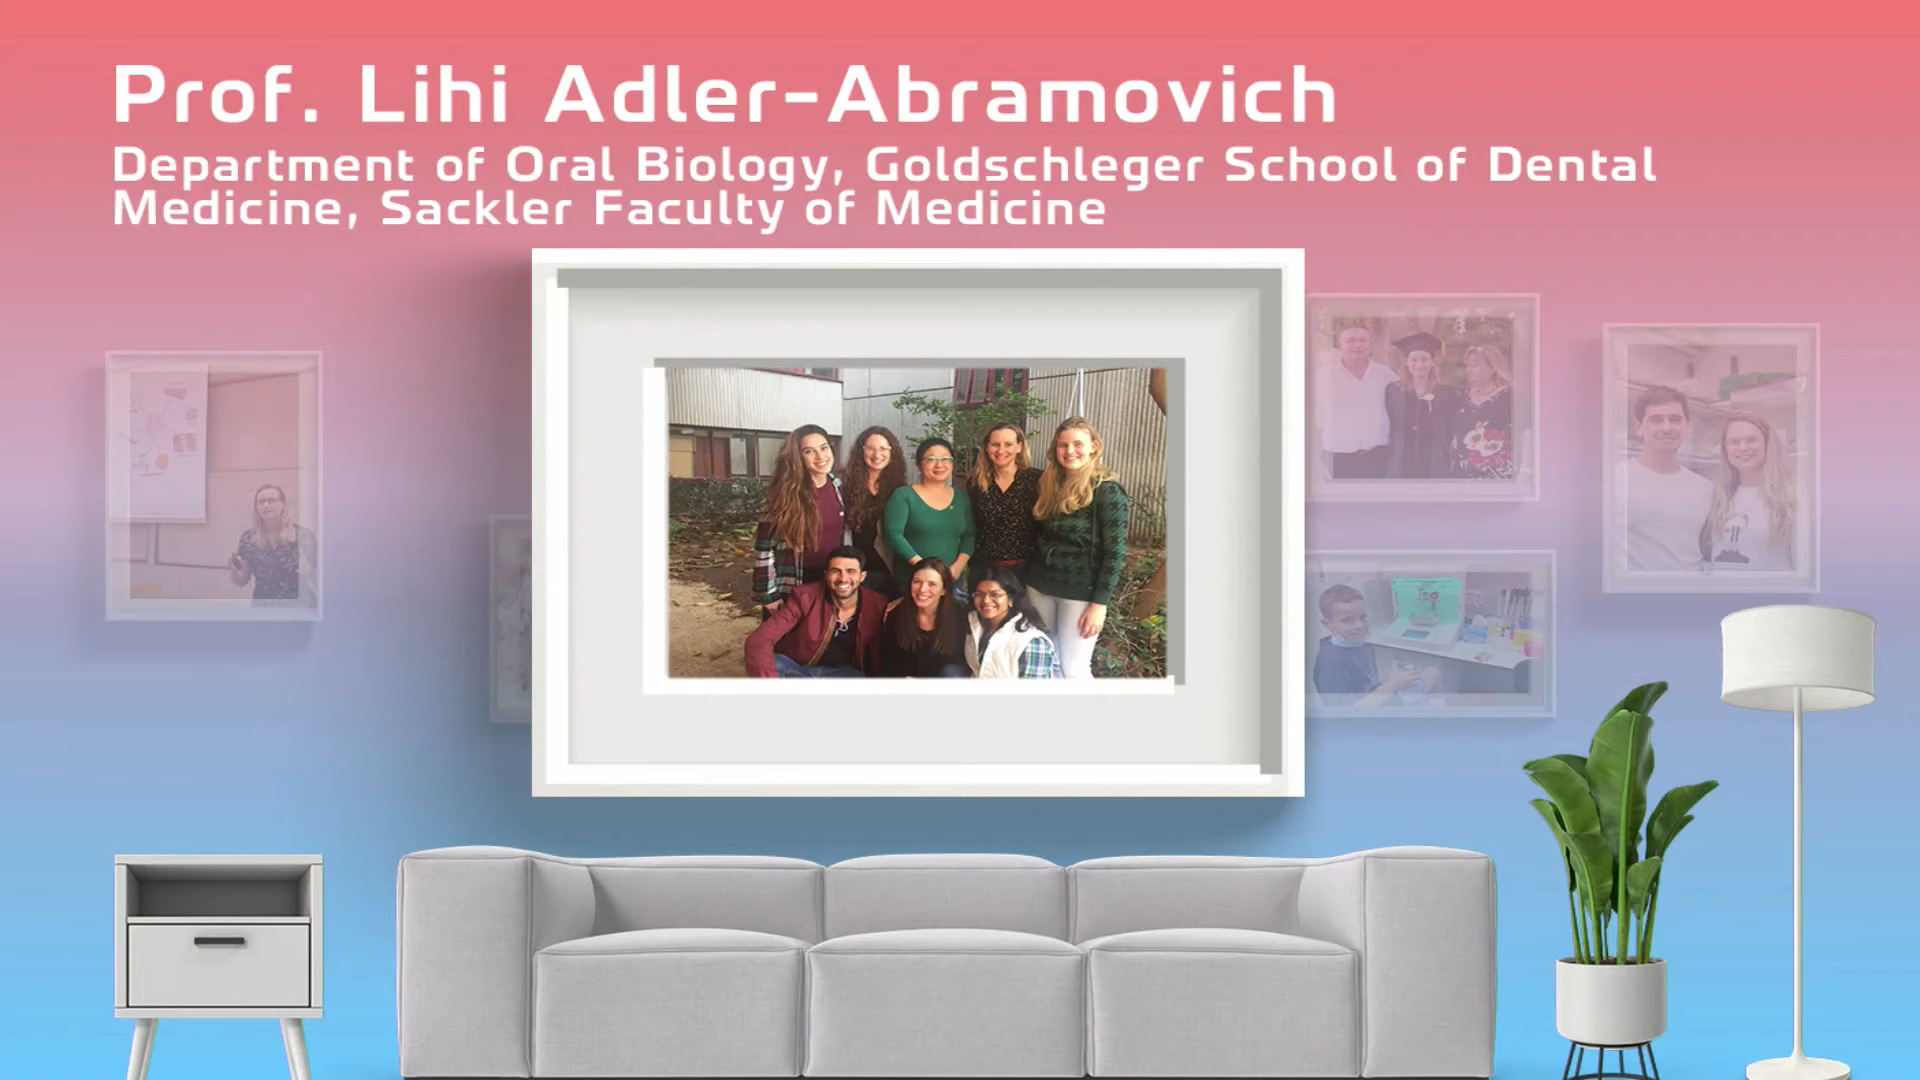 Prof. Lihi Adler-Abramovich
Department of Oral Biology, Goldschleger School of Dental
Medicine, Sackler Faculty of Medicine